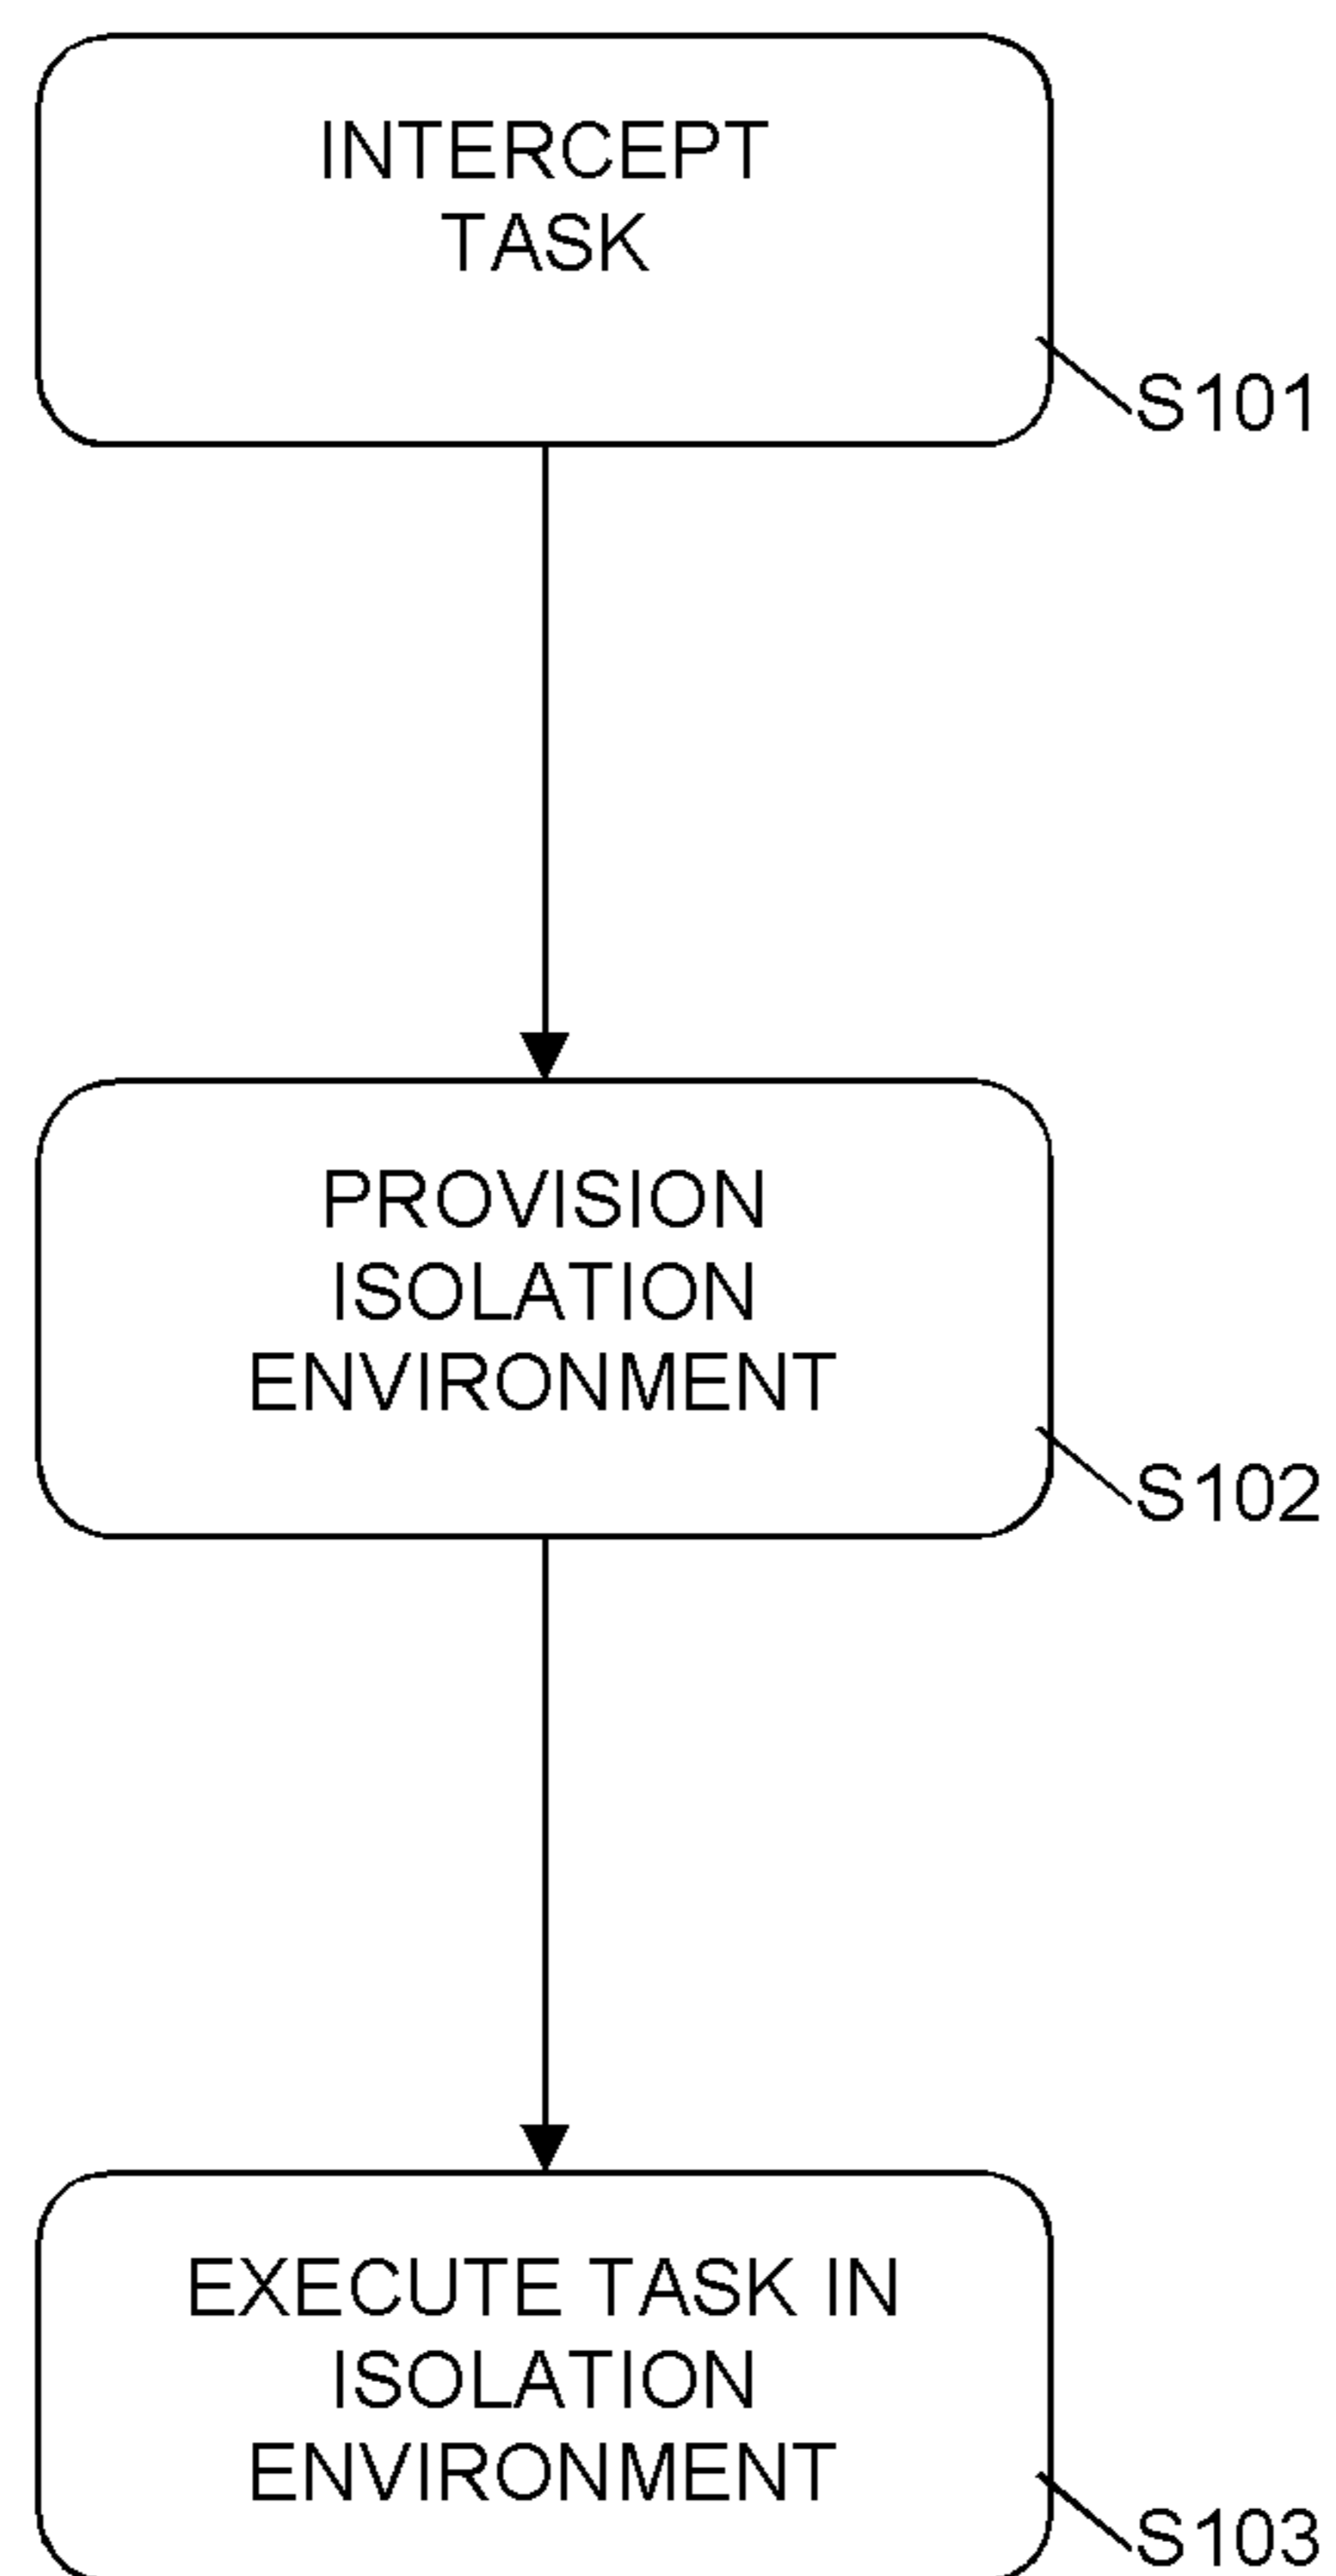 INTERCEPT
TASK
S101
PROVISION
ISOLATION
ENVIRONMENT
S102
EXECUTE TASK IN
ISOLATION
ENVIRONMENT
S103